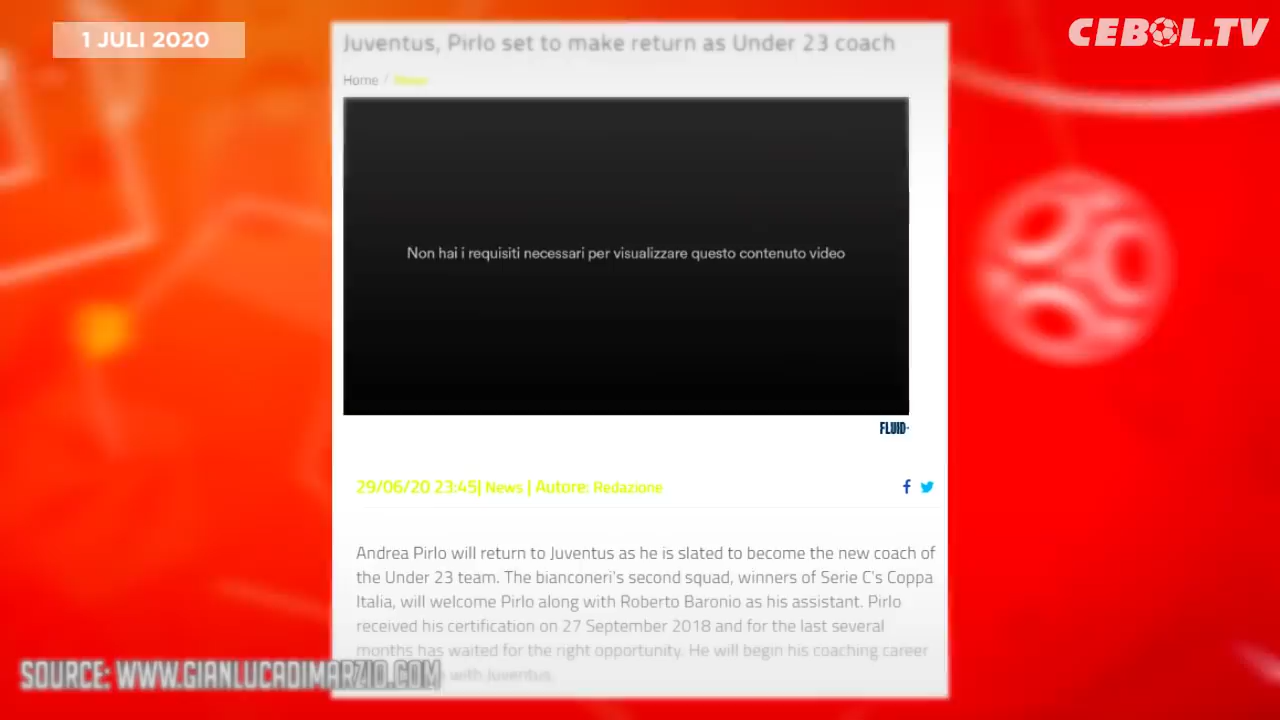 1 JULI 2020
CEBOL.TV
Juventus, Pirlo set to make return as Under 23 coach
Home / News
Non hai i requisiti necessari per visualizzare questo contenuto video
FLUID
29/06/20 23:45| News | Autore: Redazione
Andrea Pirlo will return to Juventus as he is slated to become the new coach of
the Under 23 team. The bianconeri's second squad, winners of Serie C's Coppa
Italia, will welcome Pirlo along with Roberto Baronio as his assistant. Pirlo
received his certification on 27 September 2018 and for the last several
months has waited for the right opportunity. He will begin his coaching career
with Juventus.
SOURCE: WWW.GIANLUCADIMARZIO.COM